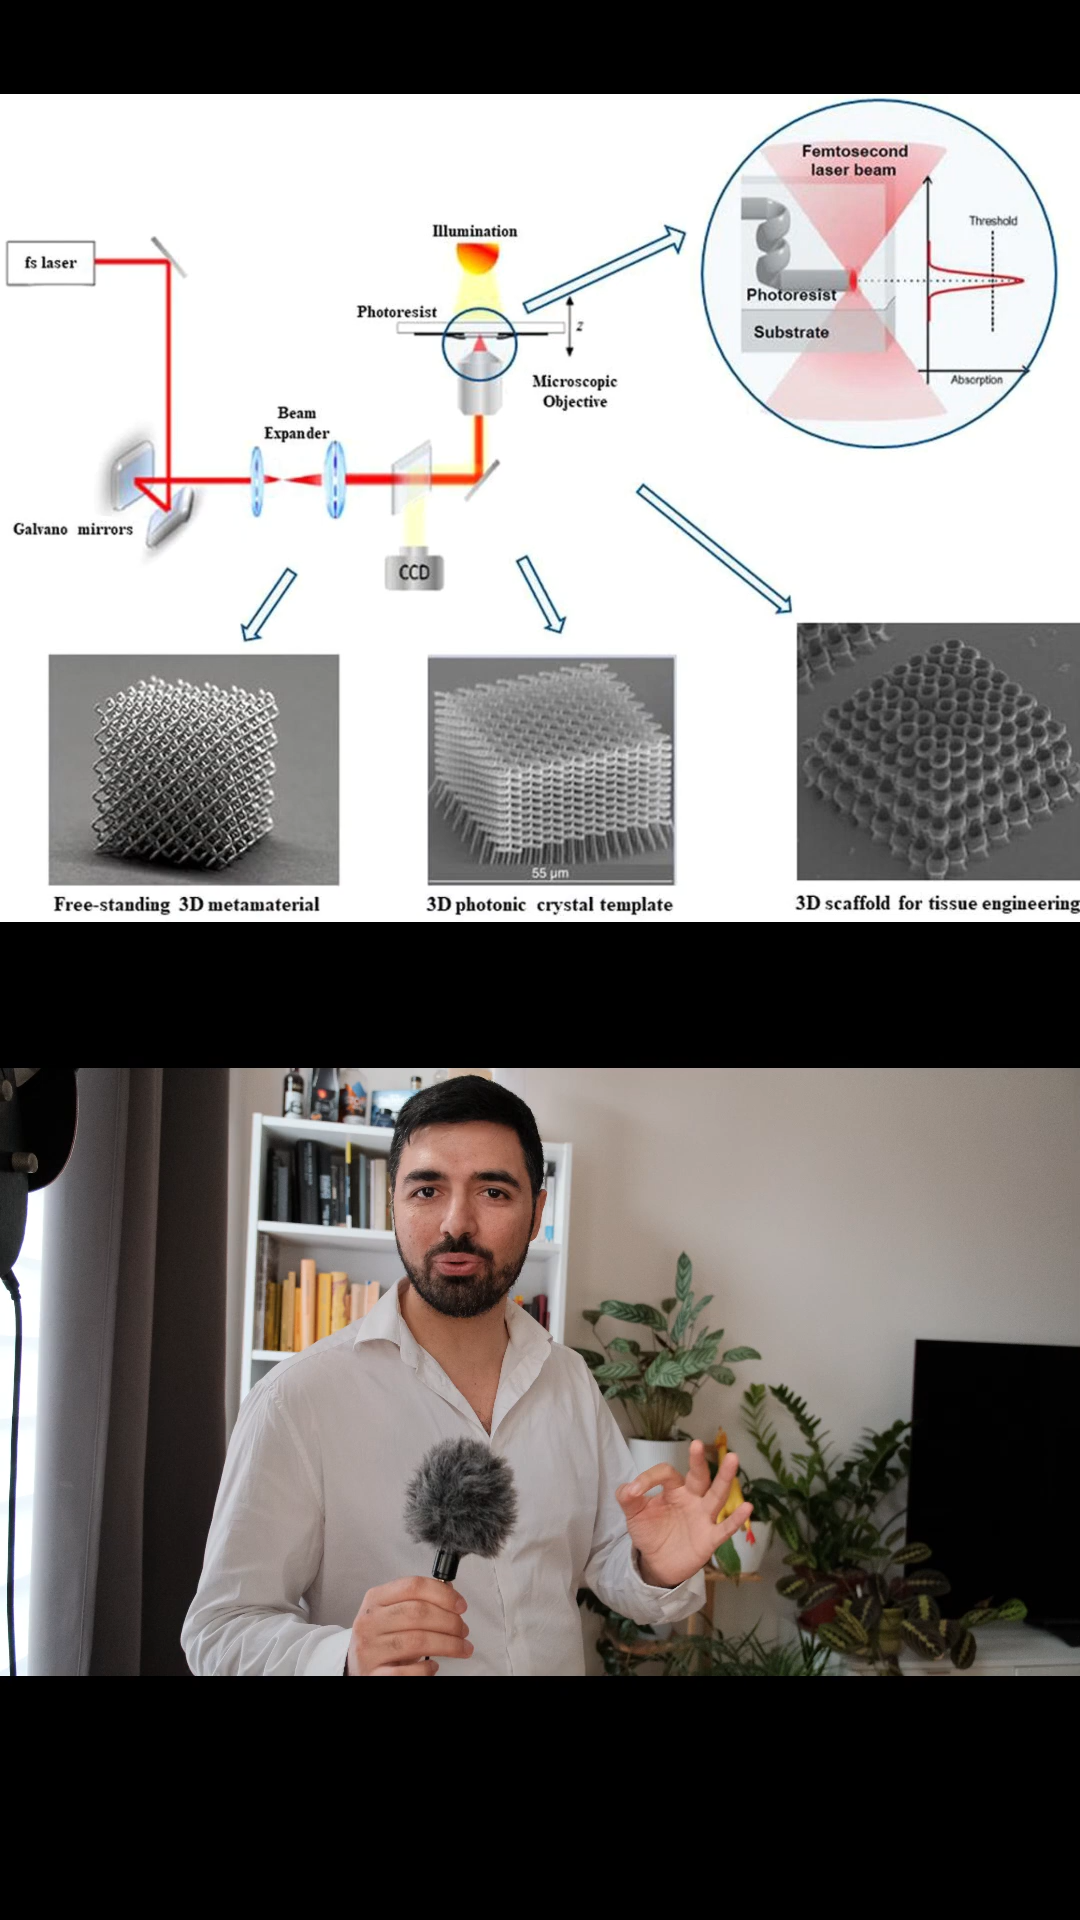 Femtosecond
laser beam
Threshold
Illumination
fs laser
Photoresist
z
Photoresist
Substrate
Absorption
Microscopic
Objective
Beam
Expander
Galvano mirrors
CCD
55 µm
Free-standing 3D metamaterial
3D photonic crystal template
3D scaffold for tissue engineering